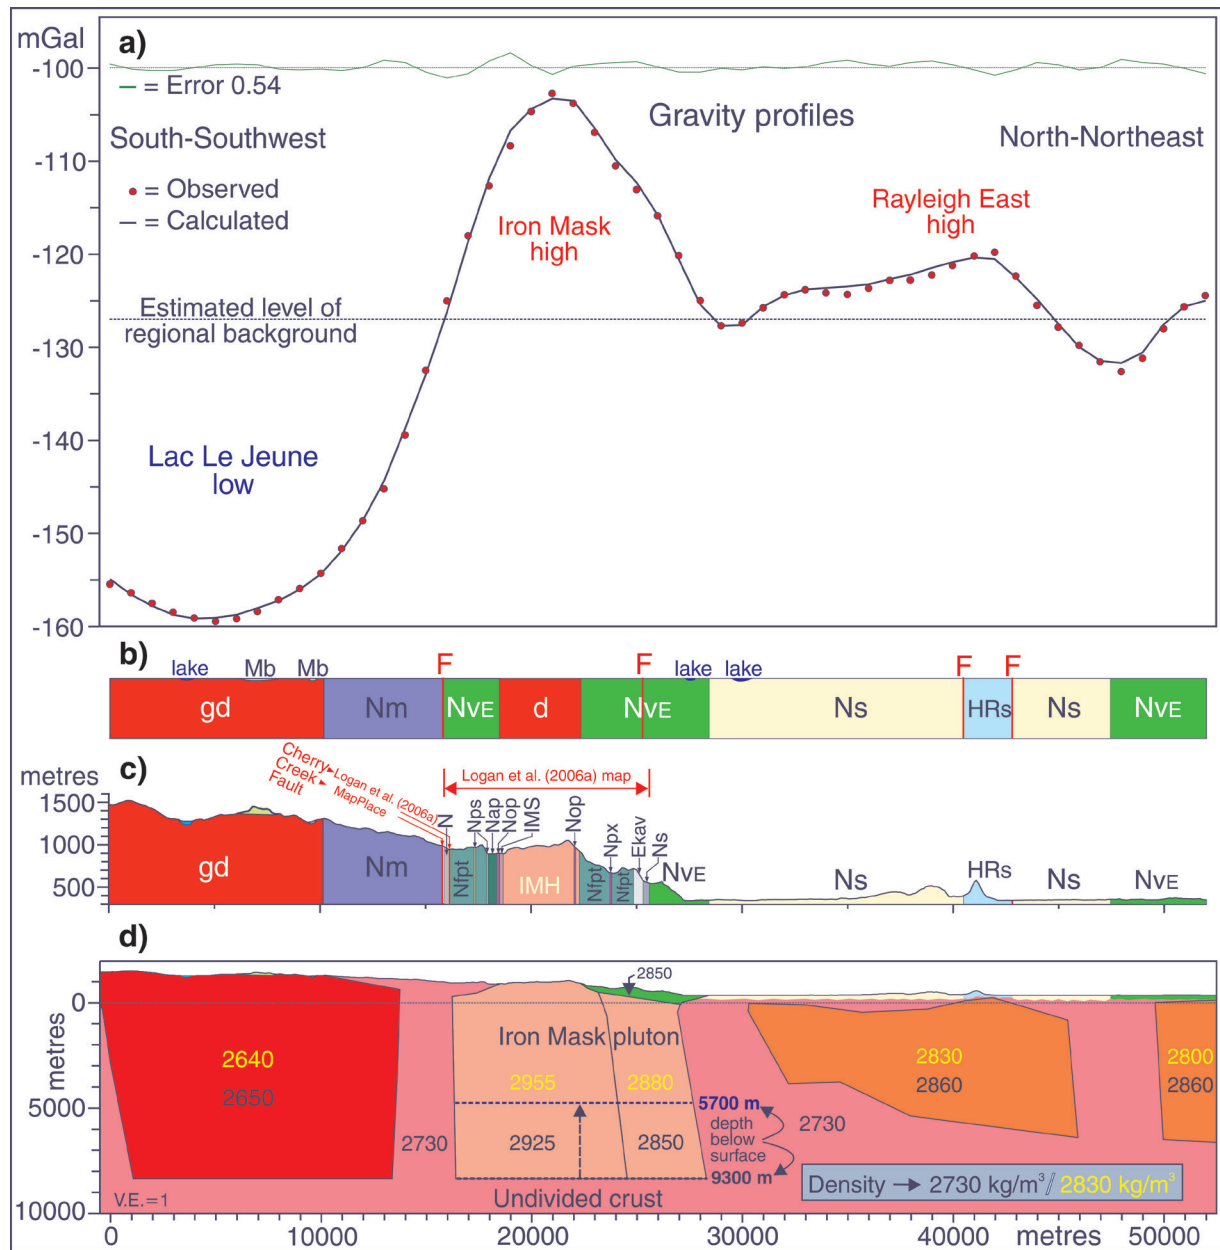 mGal
a)
-100
-110
-120
-130
-140
-150
-160
= Error 0.54
South-Southwest
Gravity profiles
North-Northeast
= Observed
= Calculated
Iron Mask
high
Rayleigh East
high
Estimated level of
regional background
Lac Le Jeune
low
b)
lake
Mb
Mb
F
F
lake
lake
F
F
gd
Nm
NvE
d
NvE
Ns
HRs
Ns
NvE
c)
metres
1500
1000
500
Cherry
Creek
Fault
Logan et al. (2006a)
MapPlace
Logan et al. (2006a) map
N
Nps
Nap
Nop
IMS
Nop
Npx
Ekav
Ns
gd
Nm
Nfpt
IMH
Nfpt
Nfpt
NvE
Ns
HRs
Ns
NvE
0
10000
20000
30000
40000
50000
d)
metres
0
5000
10000
2850
Iron Mask pluton
2640
2650
2730
2955
2880
2925
2850
5700 m
depth
below
surface
9300 m
2730
2830
2860
2800
2860
Undivided crust
V.E.=1
Density → 2730 kg/m³ // 2830 kg/m³
0
10000
20000
30000
40000
metres
50000